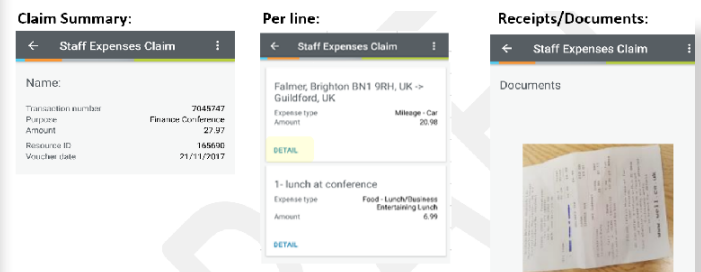 Claim Summary:
Staff Expenses Claim
Name:
Transaction number 7045747
Purpose Finance Conference
Amount 27.97
Resource ID 165690
Voucher date 21/11/2017
Per line:
Staff Expenses Claim
Falmer, Brighton BN1 9RH, UK ->
Guildford, UK
Expense type Mileage - Car
Amount 20.98
DETAIL
1- lunch at conference
Expense type Food - Lunch/Business
Entertaining Lunch
Amount 6.99
DETAIL
Receipts/Documents:
Staff Expenses Claim
Documents